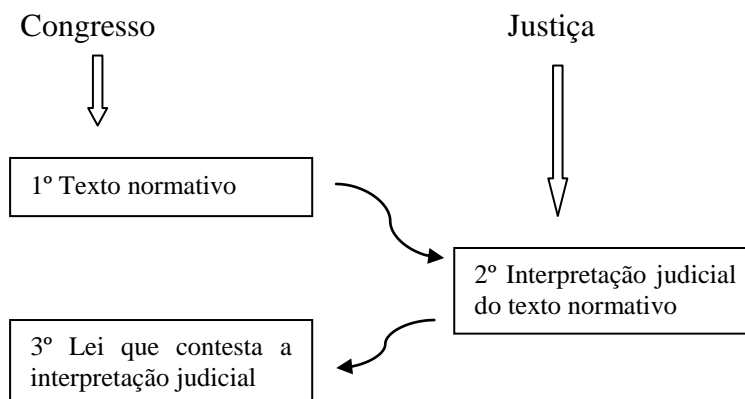 Congresso
Justiça
1º Texto normativo
2º Interpretação judicial
do texto normativo
3º Lei que contesta a
interpretação judicial